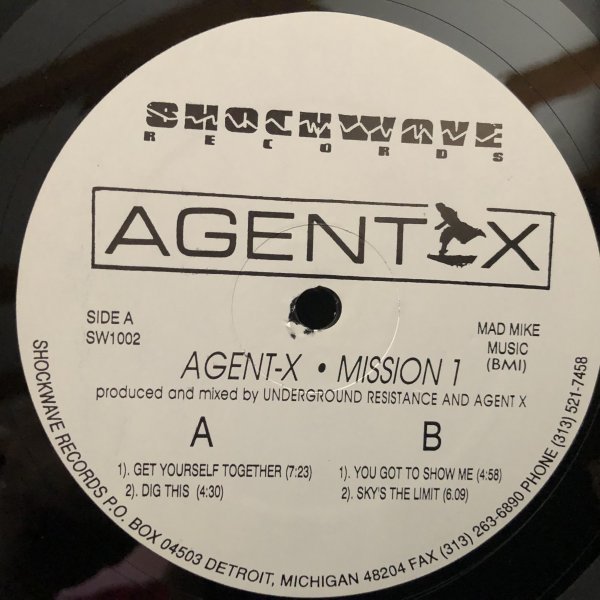 SHOCKWAVE
RECORDS
AGENT X
SIDE A
SW1002
MAD MIKE
MUSIC
(BMI)
AGENT-X • MISSION 1
produced and mixed by UNDERGROUND RESISTANCE AND AGENT X
A
1). GET YOURSELF TOGETHER (7:23)
2). DIG THIS (4:30)
B
1). YOU GOT TO SHOW ME (4:58)
2). SKY'S THE LIMIT (6.09)
SHOCKWAVE RECORDS P.O. BOX 04503 DETROIT, MICHIGAN 48204 FAX (313) 263-6890 PHONE (313) 521-7458